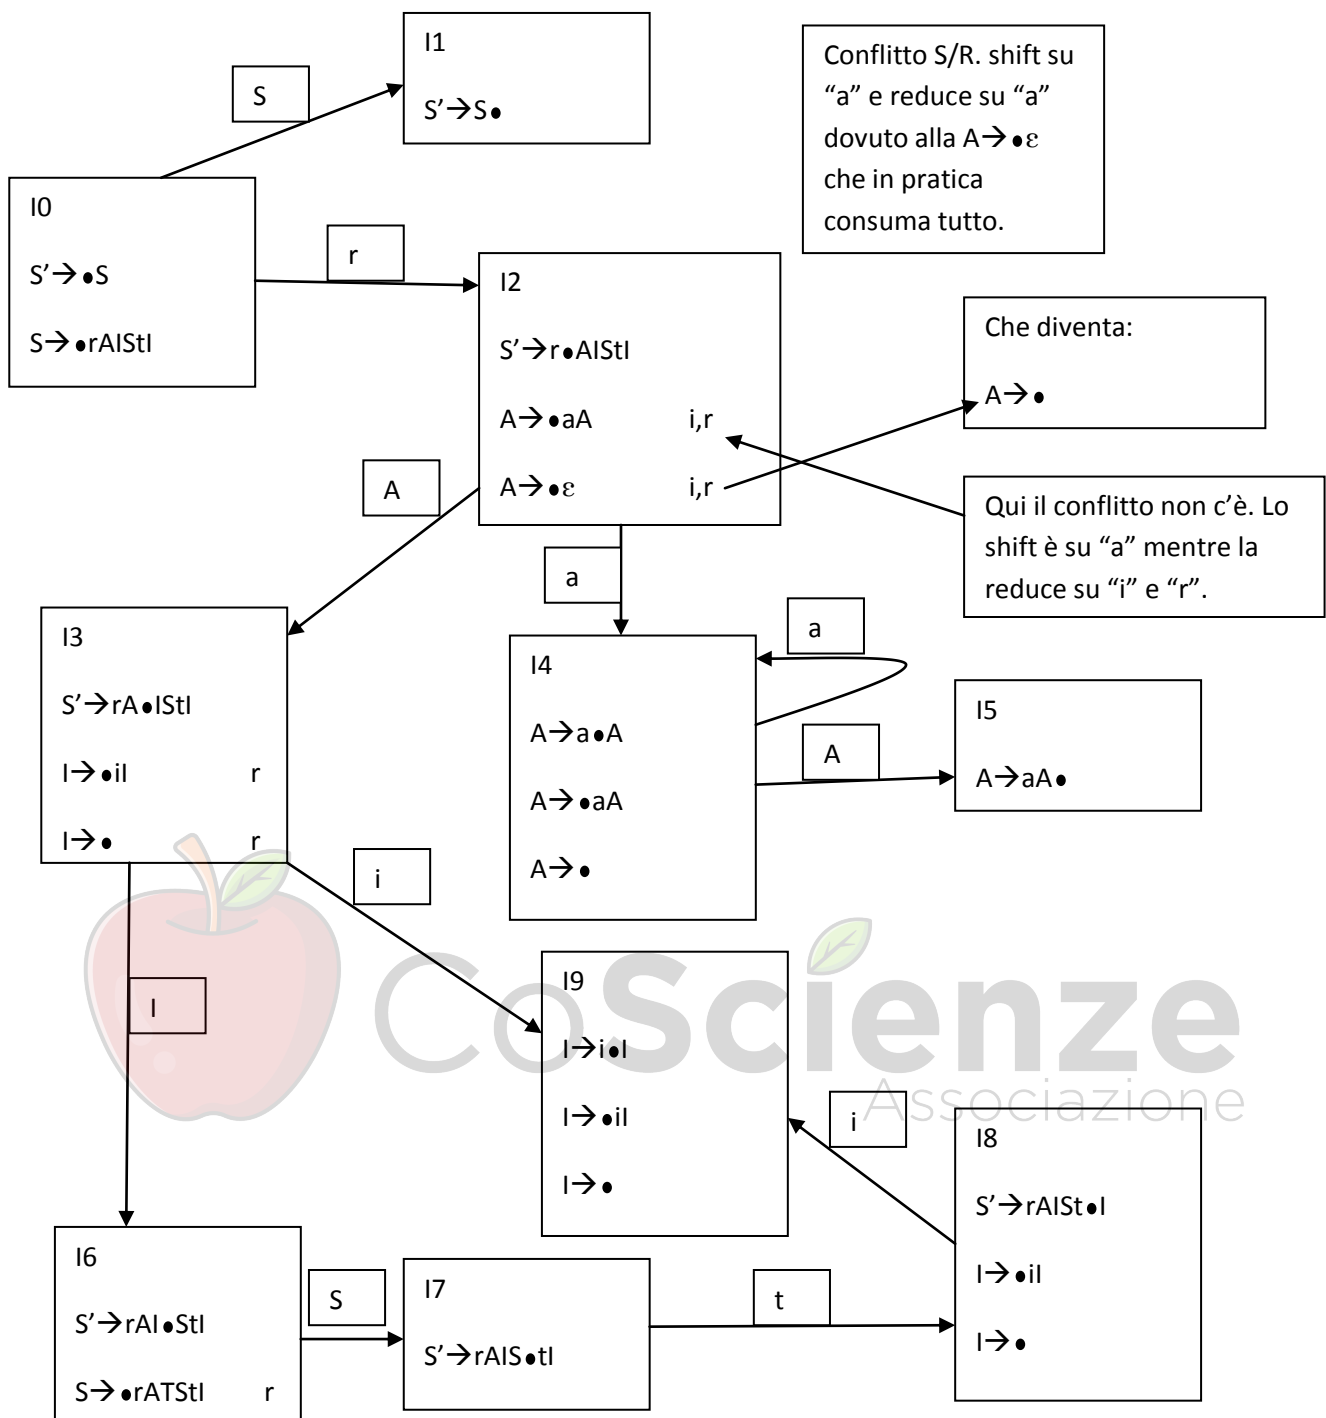 I1
S'→S●
S
Conflitto S/R. shift su
“a” e reduce su “a”
dovuto alla A→●ε
che in pratica
consuma tutto.
I0
S'→●S
S→●rAIStI
r
I2
S'→r●AIStI
A→●aA i,r
A→●ε i,r
Che diventa:
A→●
Qui il conflitto non c’è. Lo
shift è su “a” mentre la
reduce su “i” e “r”.
A
a
I3
S'→rA●IStI
I→●iI r
I→● r
I4
A→a●A
A→●aA
A→●
a
A
I5
A→aA●
i
I
I9
I→i●I
I→●iI
I→●
CoScienze
Associazione
i
I8
S'→rAISt●I
I→●iI
I→●
I6
S'→rAI●StI
S→●rATStI r
S
I7
S'→rAIS●tI
t